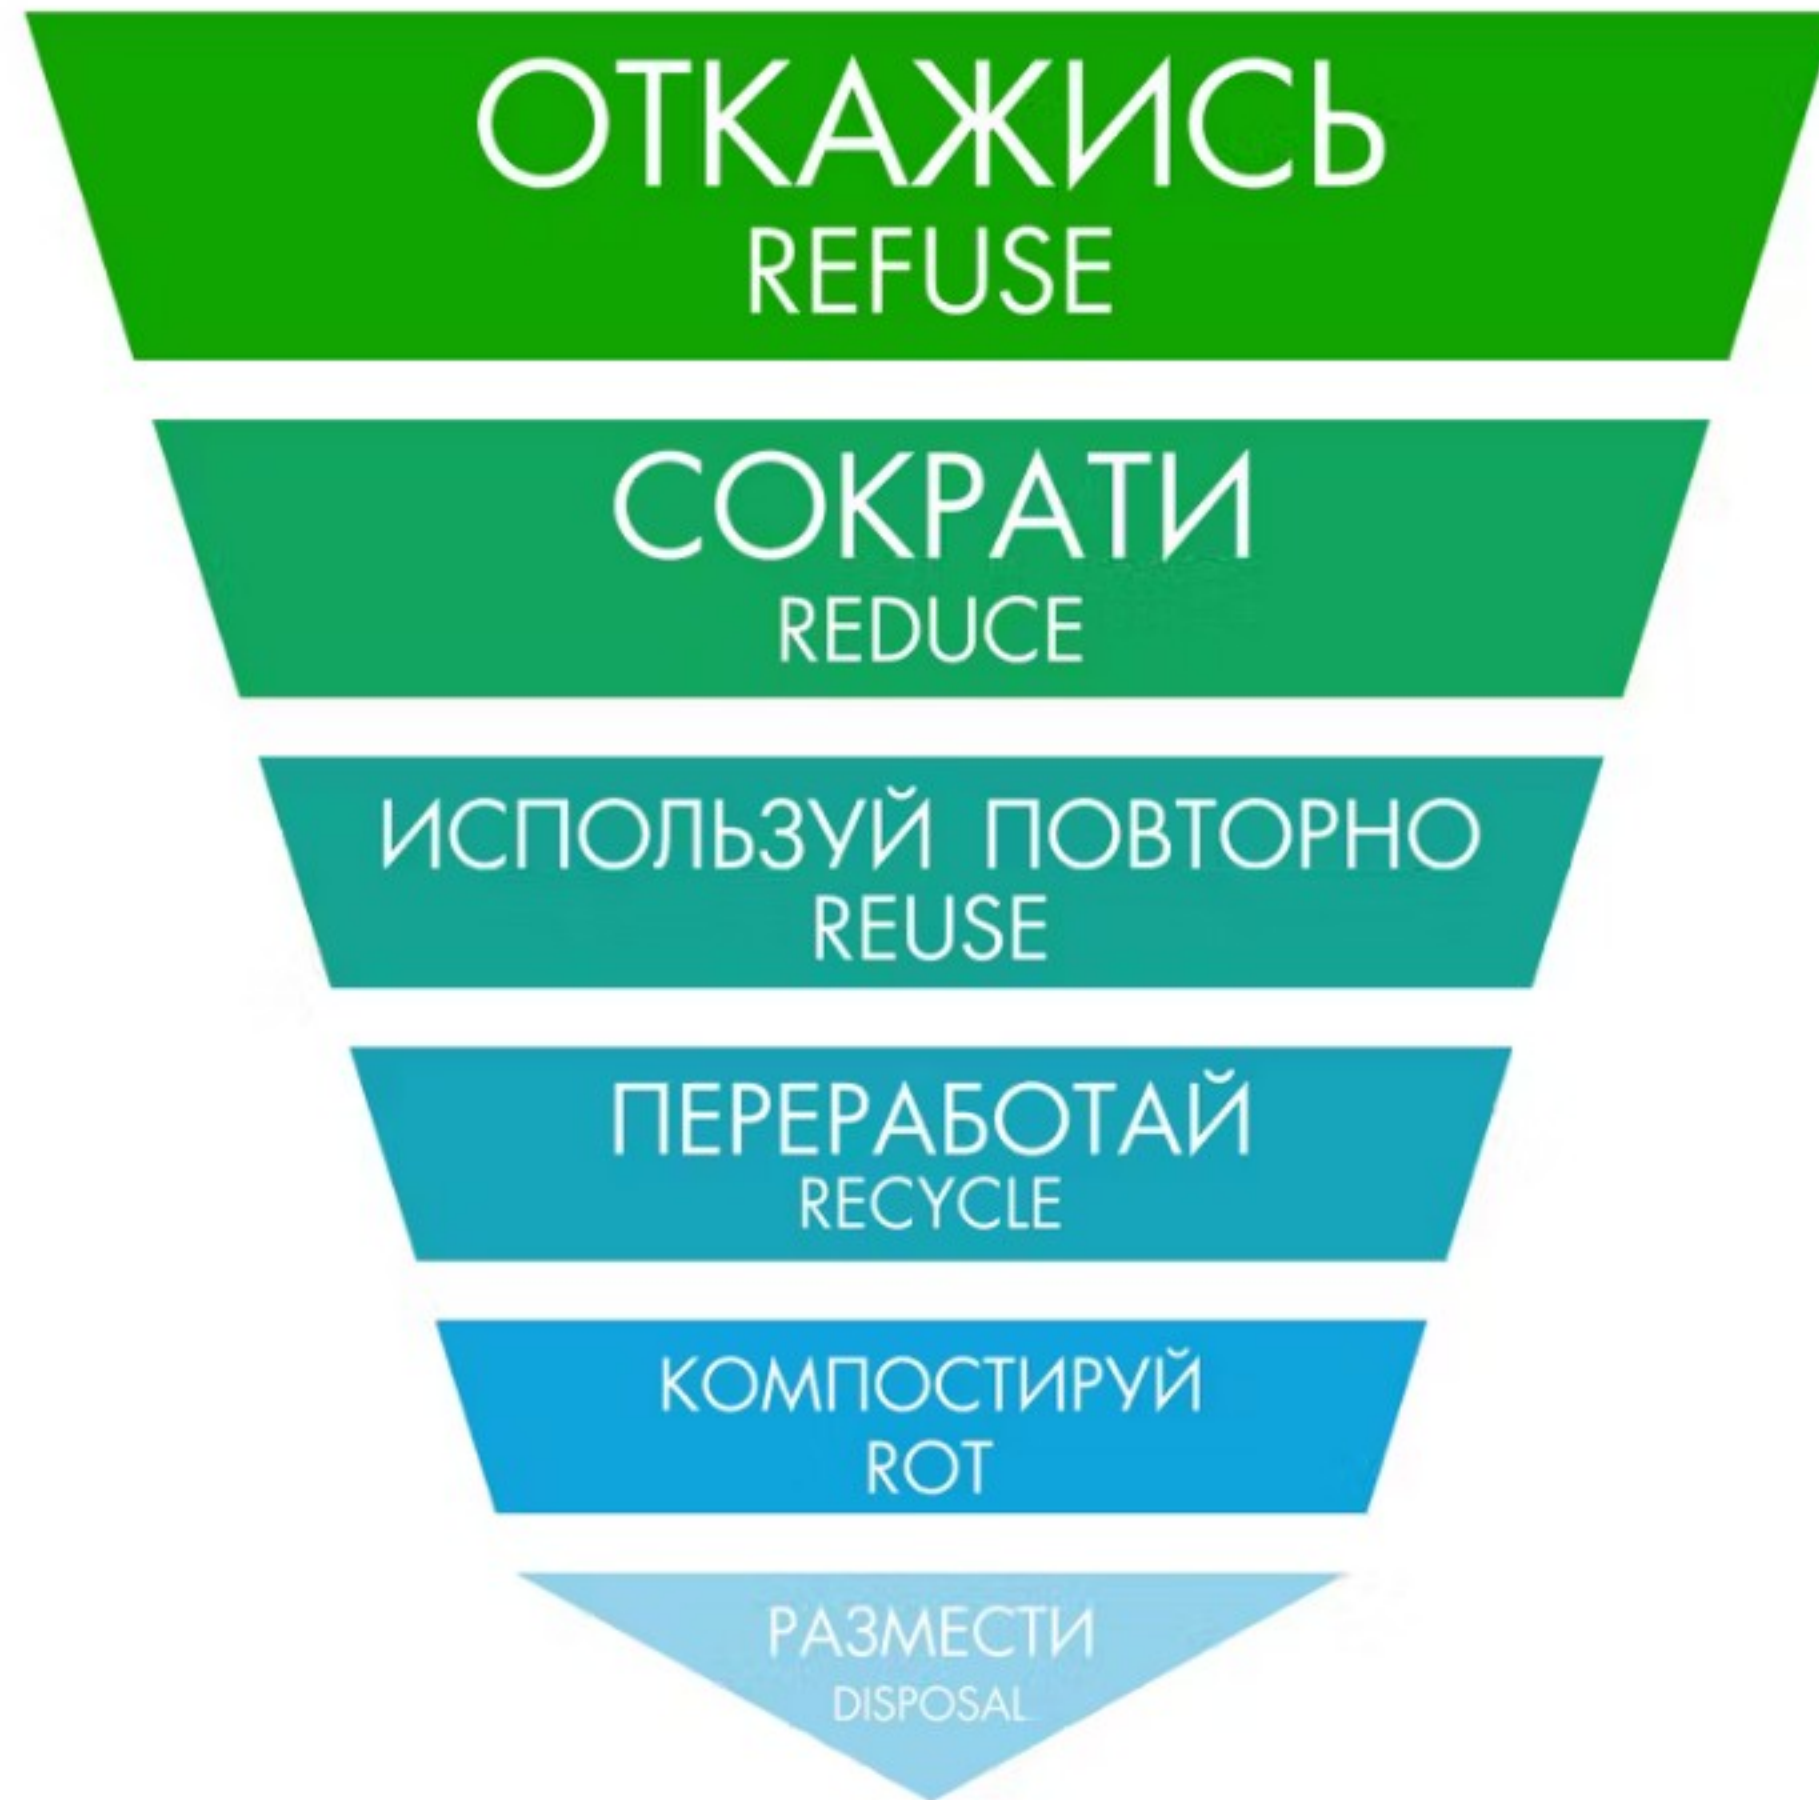 ОТКАЖИСЬ
REFUSE
СОКРАТИ
REDUCE
ИСПОЛЬЗУЙ ПОВТОРНО
REUSE
ПЕРЕРАБОТАЙ
RECYCLE
КОМПОСТИРУЙ
ROT
РАЗМЕСТИ
DISPOSAL